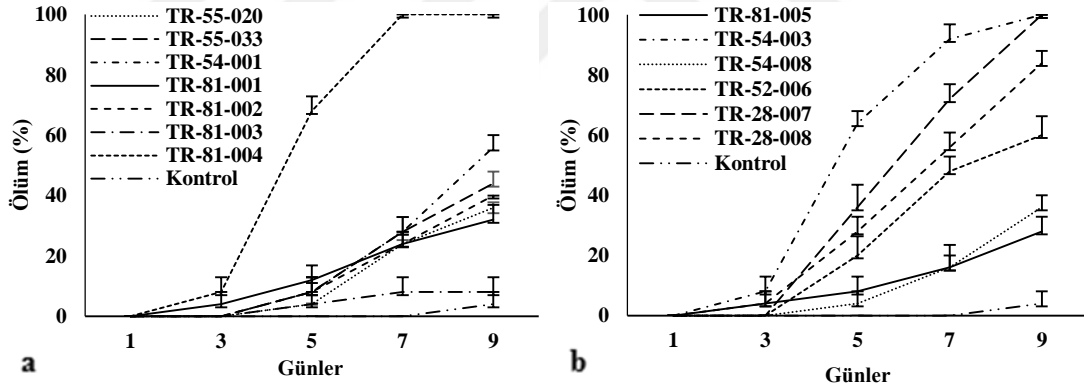 100
80
60
40
20
0
Ölüm (%)
TR-55-020
TR-55-033
TR-54-001
TR-81-001
TR-81-002
TR-81-003
TR-81-004
Kontrol
1 3 5 7 9
Günler
a
100
80
60
40
20
0
Ölüm (%)
TR-81-005
TR-54-003
TR-54-008
TR-52-006
TR-28-007
TR-28-008
Kontrol
1 3 5 7 9
Günler
b